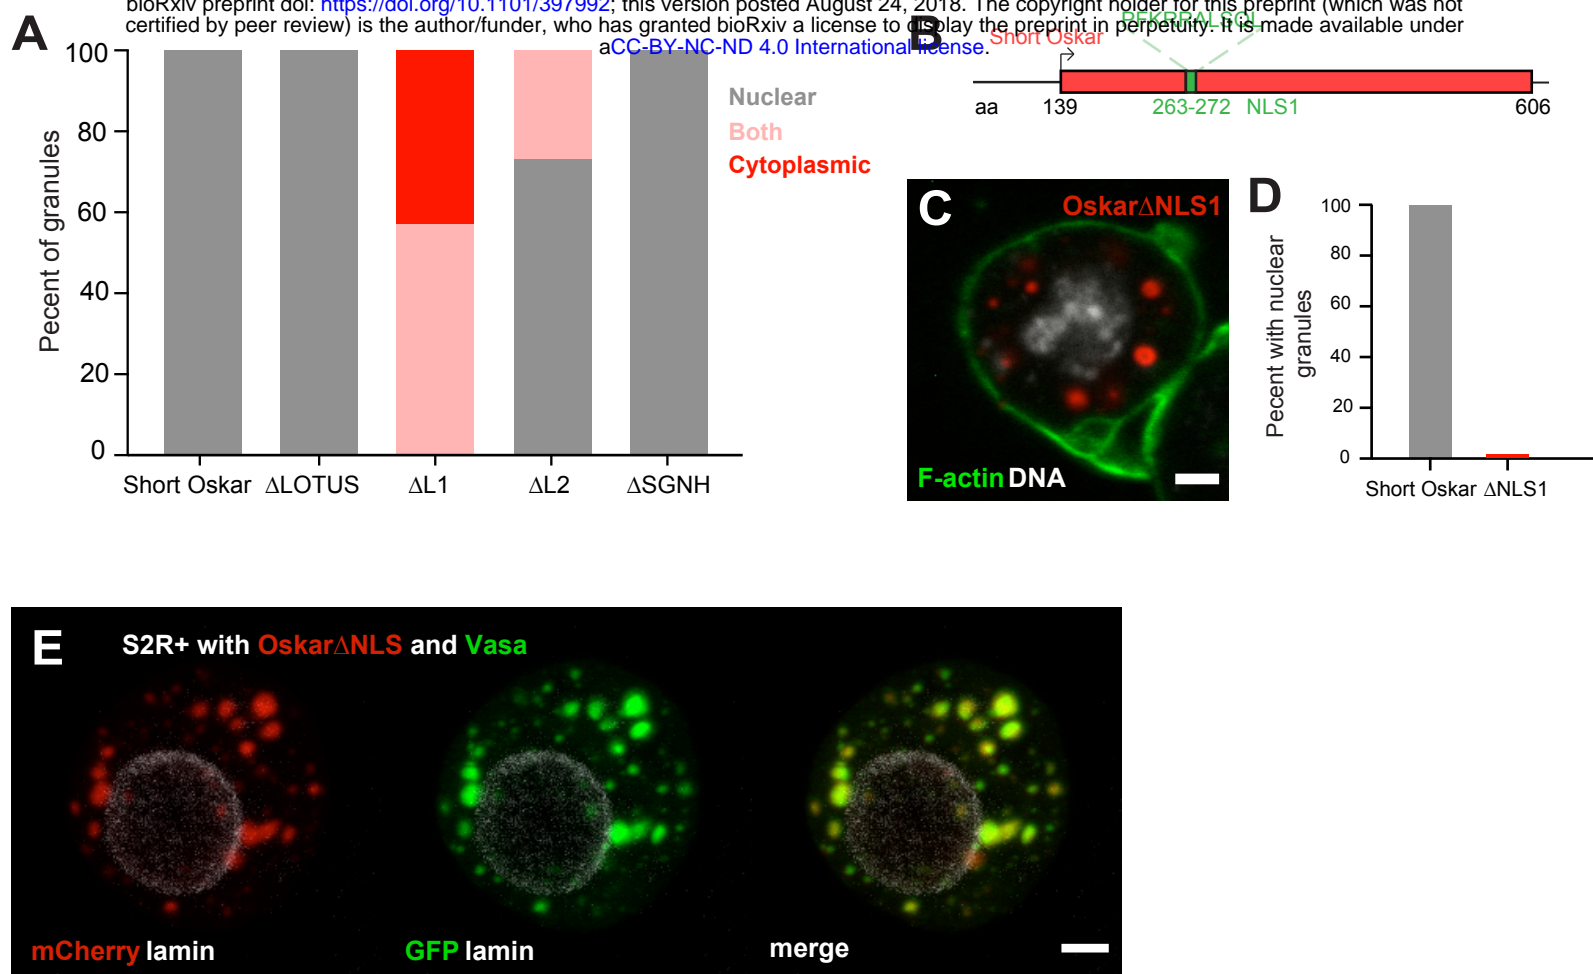 bioRxiv preprint doi: https://doi.org/10.1101/397992; this version posted August 24, 2018. The copyright holder for this preprint (which was not
certified by peer review) is the author/funder, who has granted bioRxiv a license to display the preprint in perpetuity. It is made available under
aCC-BY-NC-ND 4.0 International license.
A
Pecent of granules
100
80
60
40
20
0
Short Oskar ΔLOTUS ΔL1 ΔL2 ΔSGNH
Nuclear
Both
Cytoplasmic
B
Short Oskar
aa 139 263-272 NLS1 606
C
OskarΔNLS1
F-actin DNA
D
Pecent with nuclear
granules
100
80
60
40
20
0
Short Oskar ΔNLS1
E
S2R+ with OskarΔNLS and Vasa
mCherry lamin
GFP lamin
merge